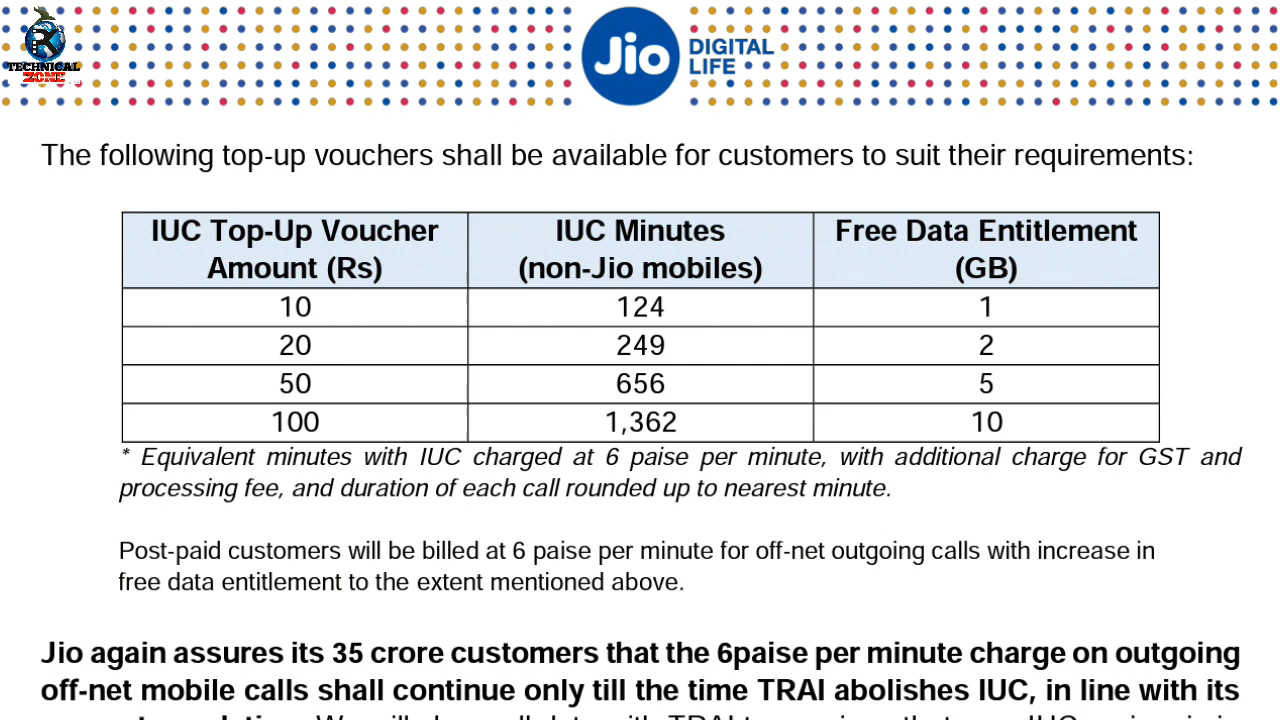 TECHNICAL
ZONE
Jio
DIGITAL
LIFE
The following top-up vouchers shall be available for customers to suit their requirements:
IUC Top-Up Voucher Amount (Rs) IUC Minutes (non-Jio mobiles) Free Data Entitlement (GB)
10 124 1
20 249 2
50 656 5
100 1,362 10
* Equivalent minutes with IUC charged at 6 paise per minute, with additional charge for GST and
processing fee, and duration of each call rounded up to nearest minute.
Post-paid customers will be billed at 6 paise per minute for off-net outgoing calls with increase in
free data entitlement to the extent mentioned above.
Jio again assures its 35 crore customers that the 6paise per minute charge on outgoing
off-net mobile calls shall continue only till the time TRAI abolishes IUC, in line with its